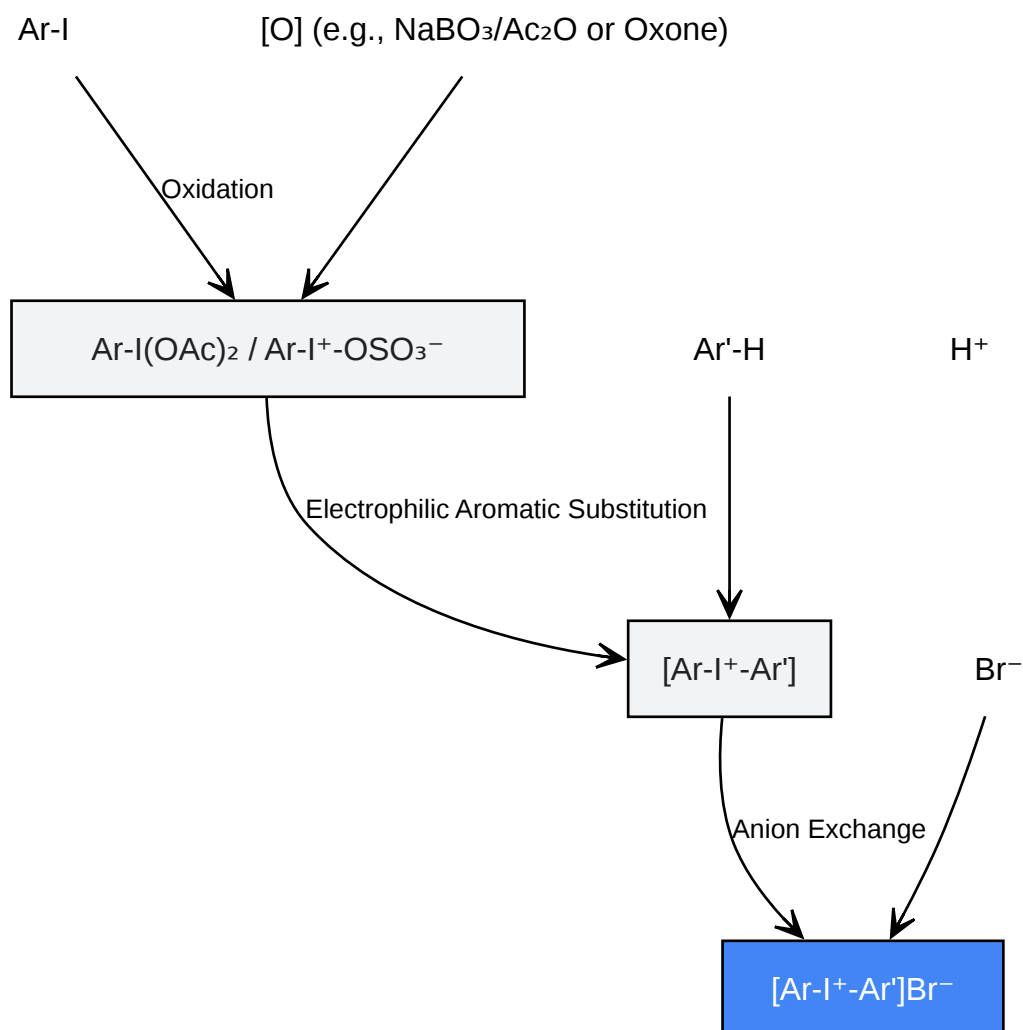 Ar-I
[O] (e.g., NaBO₃/Ac₂O or Oxone)
Oxidation
Ar-I(OAc)₂ / Ar-I⁺-OSO₃⁻
Ar'-H
H⁺
Electrophilic Aromatic Substitution
[Ar-I⁺-Ar']
Br⁻
Anion Exchange
[Ar-I⁺-Ar']Br⁻